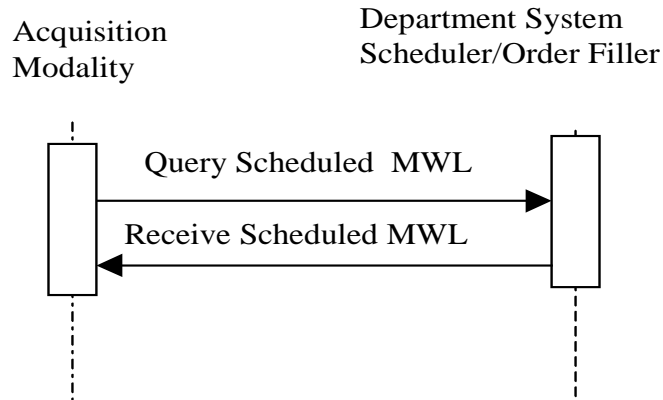 Acquisition
Modality
Department System
Scheduler/Order Filler
Query Scheduled MWL
Receive Scheduled MWL